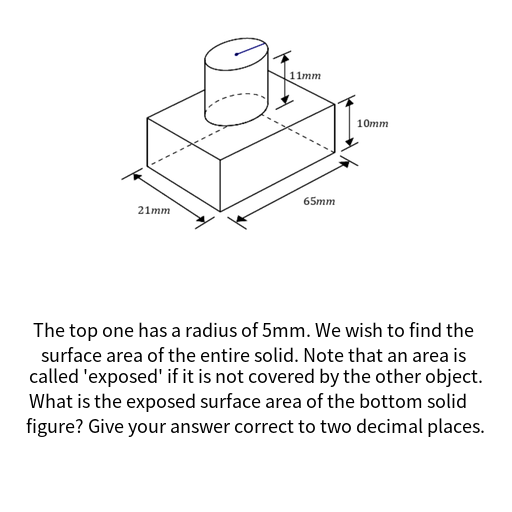 11mm
10mm
21mm
65mm
The top one has a radius of 5mm. We wish to find the
surface area of the entire solid. Note that an area is
called 'exposed' if it is not covered by the other object.
What is the exposed surface area of the bottom solid
figure? Give your answer correct to two decimal places.